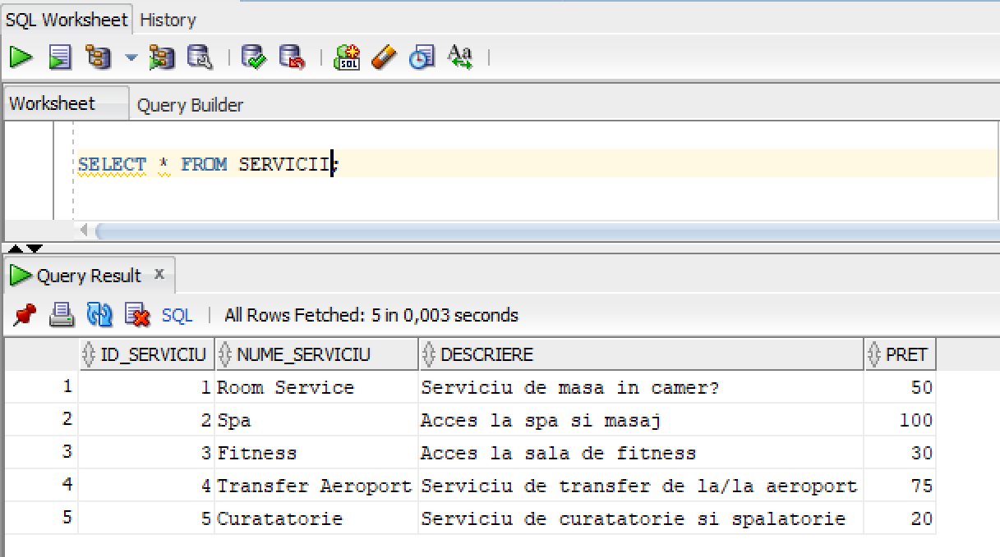 SQL Worksheet History
SQL Aa
Worksheet Query Builder
SELECT * FROM SERVICII;
Query Result x
SQL All Rows Fetched: 5 in 0,003 seconds
ID_SERVICIU NUME_SERVICIU DESCRIERE PRET
1 1 Room Service Serviciu de masa in camer? 50
2 2 Spa Acces la spa si masaj 100
3 3 Fitness Acces la sala de fitness 30
4 4 Transfer Aeroport Serviciu de transfer de la/la aeroport 75
5 5 Curatatorie Serviciu de curatatorie si spalatorie 20